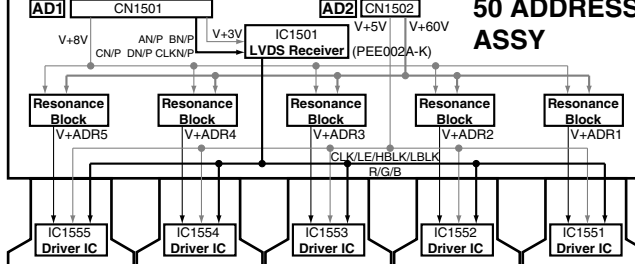 AD1 CN1501 AD2 CN1502 50 ADDRESS
ASSY
V+8V AN/P BN/P V+3V IC1501 V+5V V+60V
CN/P DN/P CLKN/P LVDS Receiver (PEE002A-K)
Resonance Resonance Resonance Resonance Resonance
Block Block Block Block Block
V+ADR5 V+ADR4 V+ADR3 V+ADR2 V+ADR1
CLK/LE/HBLK/LBLK
R/G/B
IC1555 IC1554 IC1553 IC1552 IC1551
Driver IC Driver IC Driver IC Driver IC Driver IC